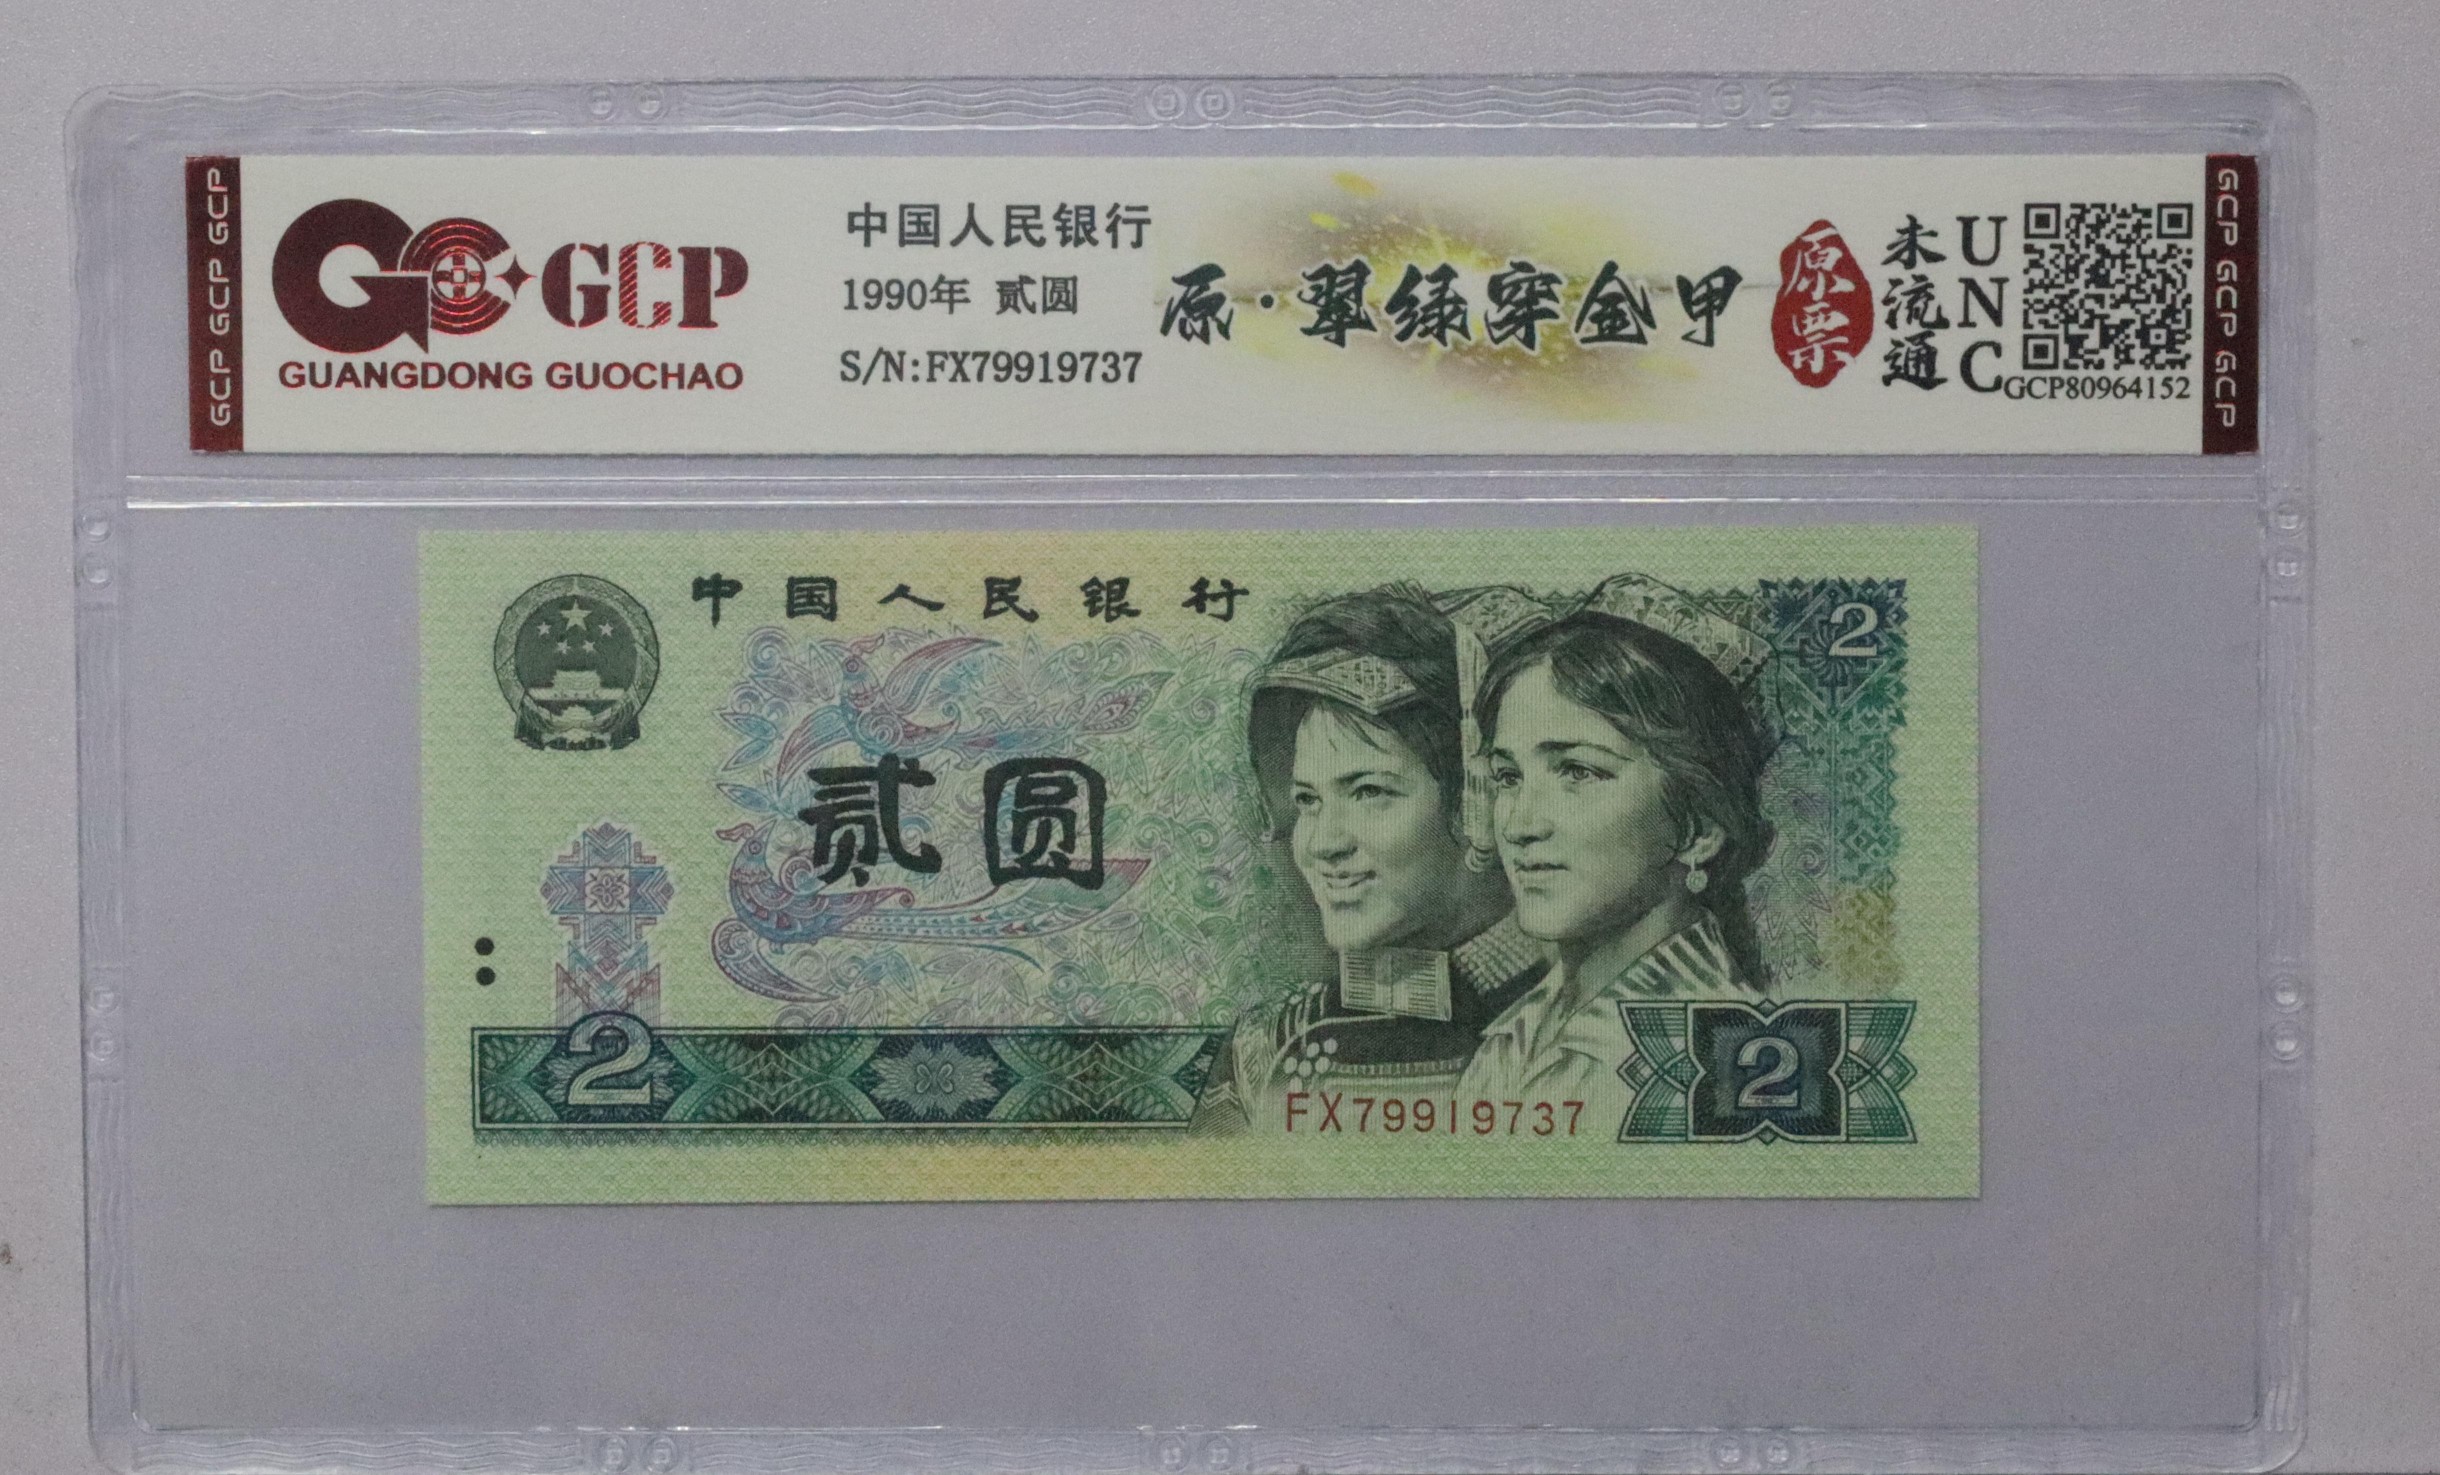 GCP GCP GCP
GCP
GUANGDONG GUOCHAO
中国人民银行
1990年 贰圆
S/N:FX79919737
原·翠绿穿金甲
原票
未流通
UNC
GCP80964152
GCP GCP GCP
中国人民银行
2
贰圆
2
FX79919737
2